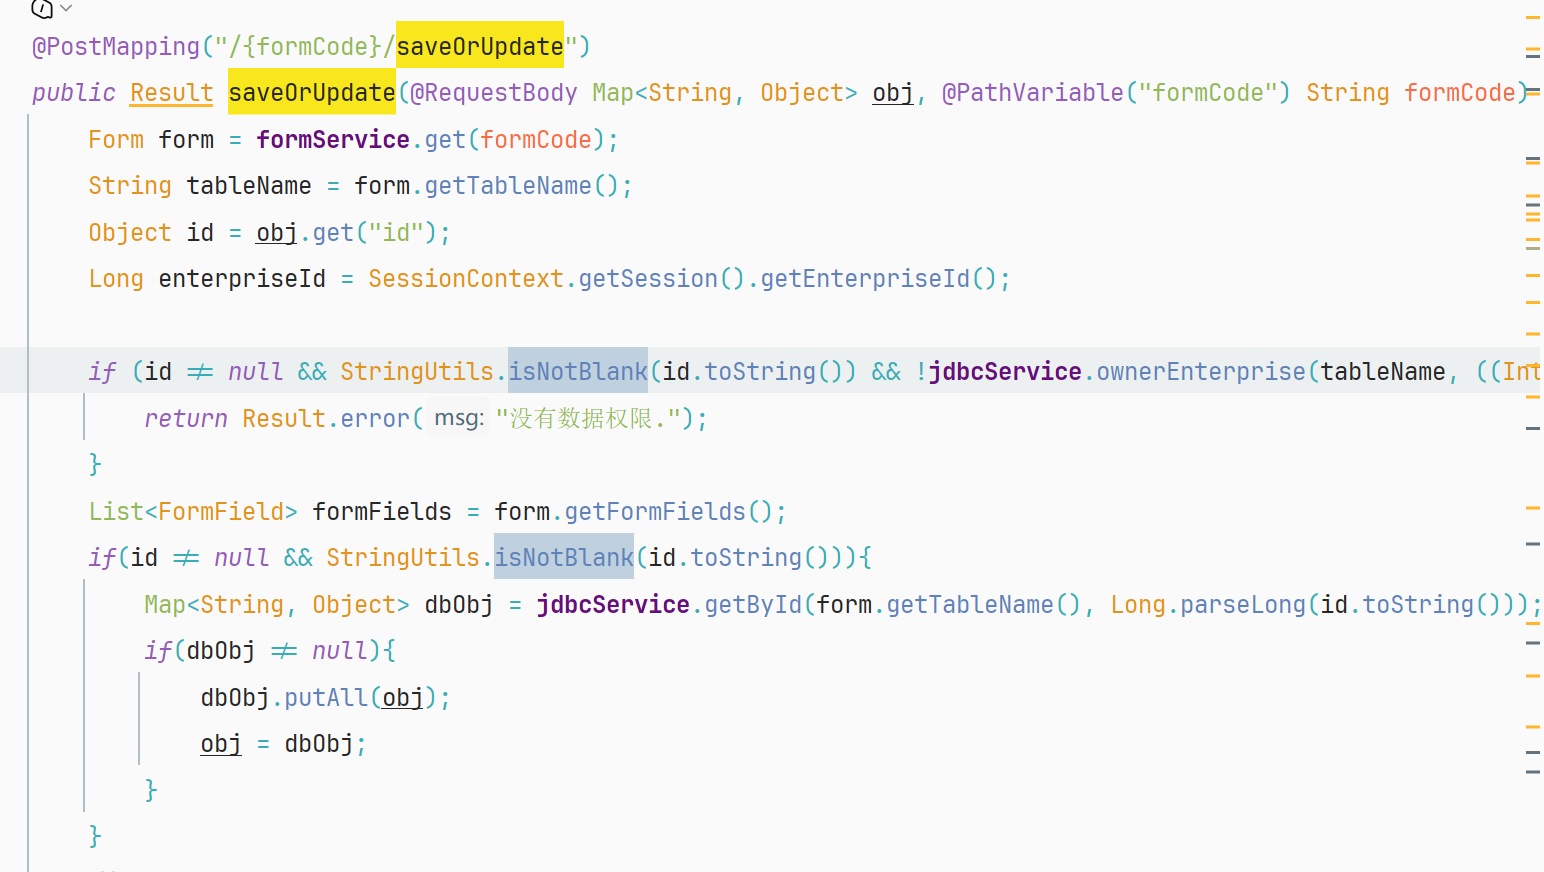 @PostMapping("/{formCode}/saveOrUpdate")
public Result saveOrUpdate(@RequestBody Map<String, Object> obj, @PathVariable("formCode") String formCode)
Form form = formService.get(formCode);
String tableName = form.getTableName();
Object id = obj.get("id");
Long enterpriseId = SessionContext.getSession().getEnterpriseId();
if (id != null && StringUtils.isNotBlank(id.toString()) && !jdbcService.ownerEnterprise(tableName, ((Int
return Result.error( msg: "没有数据权限.");
}
List<FormField> formFields = form.getFormFields();
if(id != null && StringUtils.isNotBlank(id.toString())){
Map<String, Object> dbObj = jdbcService.getById(form.getTableName(), Long.parseLong(id.toString()));
if(dbObj != null){
dbObj.putAll(obj);
obj = dbObj;
}
}